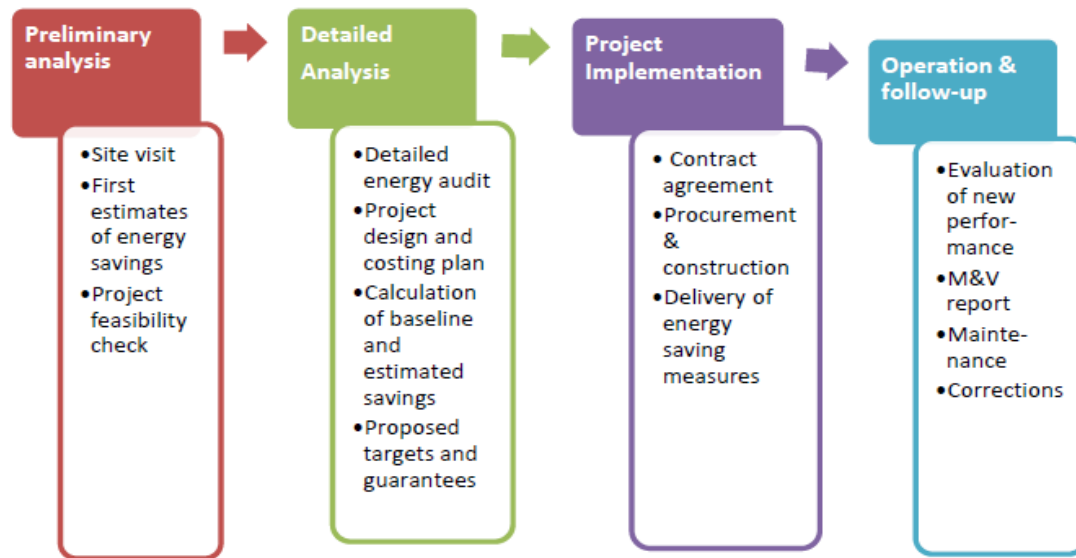 Preliminary
analysis
•Site visit
•First
estimates
of energy
savings
•Project
feasibility
check
Detailed
Analysis
•Detailed
energy audit
•Project
design and
costing plan
•Calculation
of baseline
and
estimated
savings
•Proposed
targets and
guarantees
Project
Implementation
• Contract
agreement
•Procurement
&
construction
•Delivery of
energy
saving
measures
Operation &
follow-up
•Evaluation
of new
perfor-
mance
•M&V
report
•Mainte-
nance
•Corrections